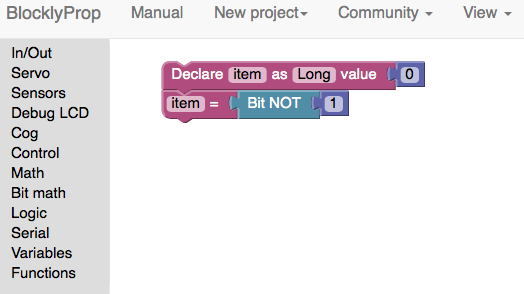 BlocklyProp Manual New project Community View
In/Out
Servo
Sensors
Debug LCD
Cog
Control
Math
Bit math
Logic
Serial
Variables
Functions
Declare item as Long value 0
item = Bit NOT 1